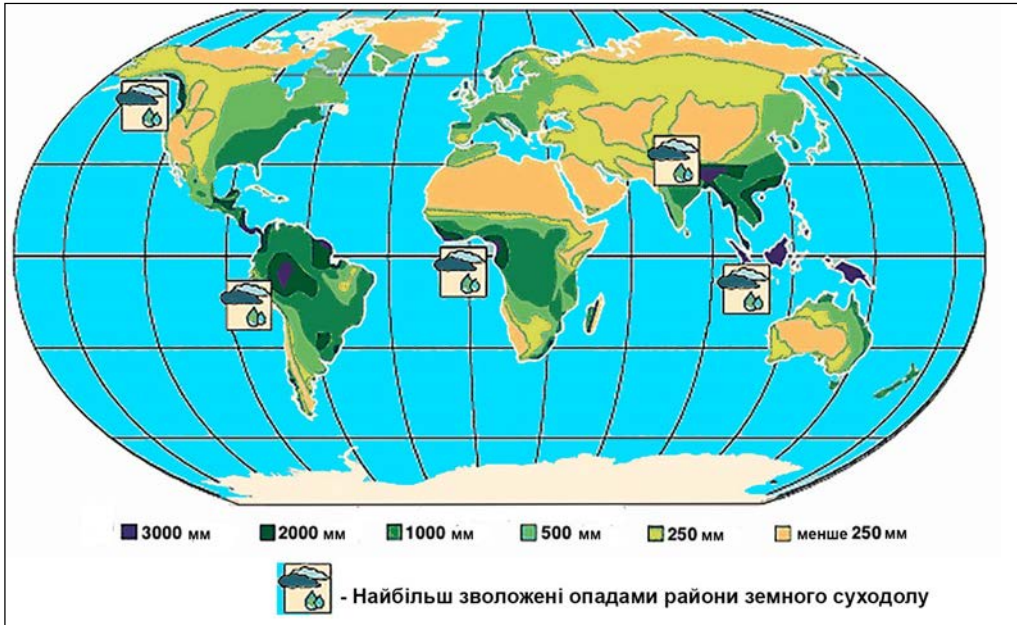 3000 мм 2000 мм 1000 мм 500 мм 250 мм менше 250 мм
- Найбільш зволожені опадами райони земного суходолу